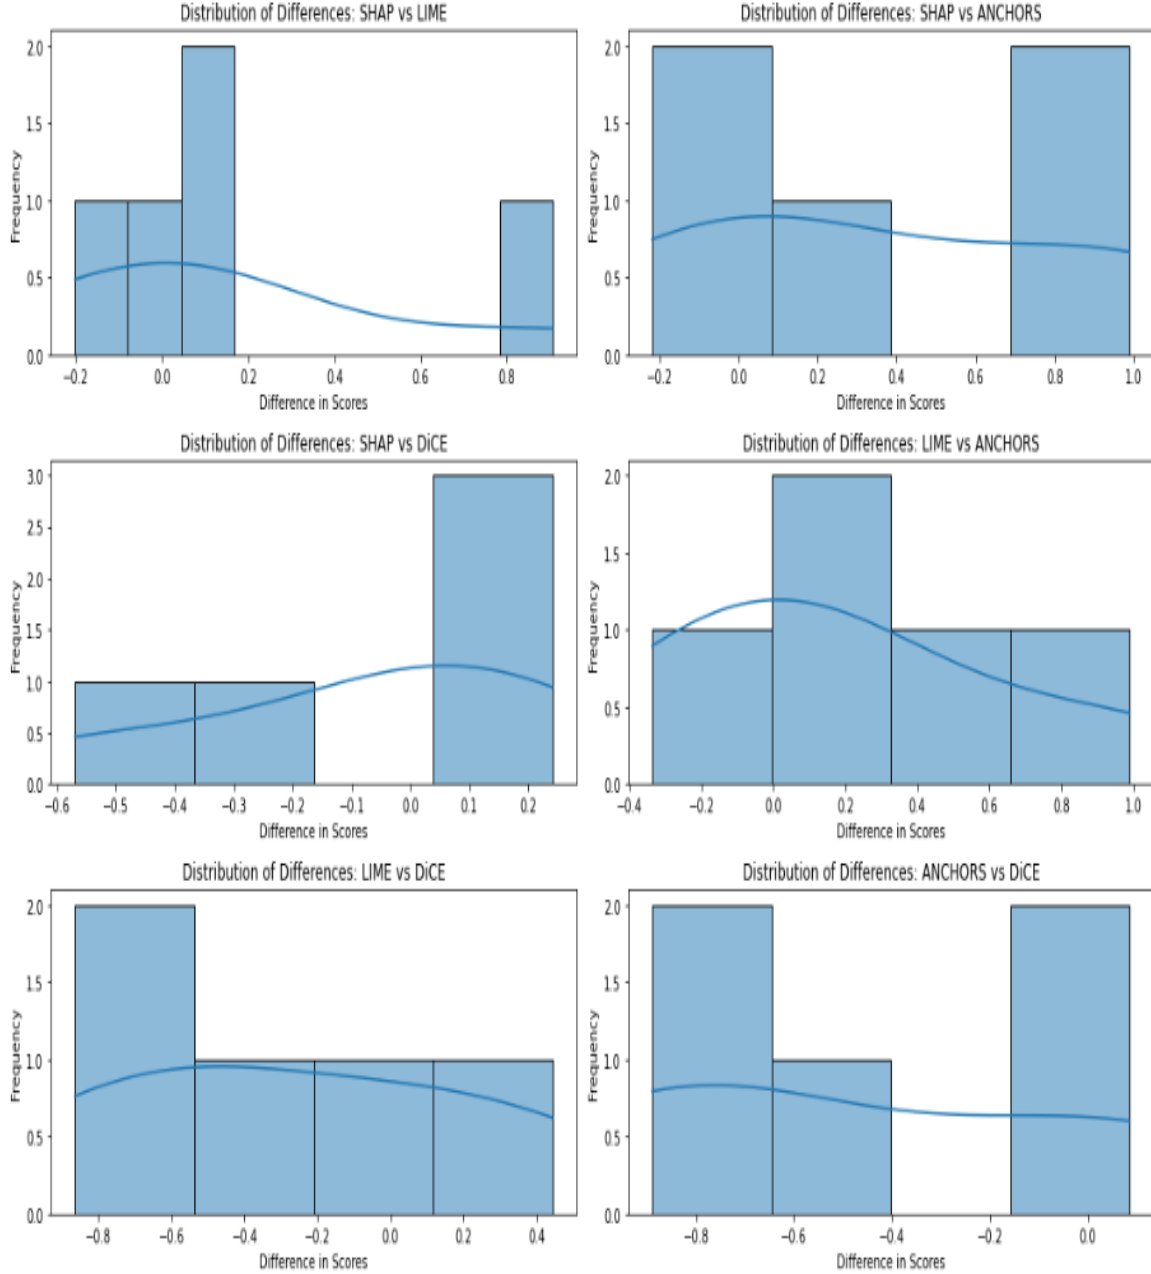 Distribution of Differences: SHAP vs LIME
Frequency
2.0
1.5
1.0
0.5
0.0
−0.2 0.0 0.2 0.4 0.6 0.8
Difference in Scores
Distribution of Differences: SHAP vs ANCHORS
Frequency
2.0
1.5
1.0
0.5
0.0
−0.2 0.0 0.2 0.4 0.6 0.8 1.0
Difference in Scores
Distribution of Differences: SHAP vs DiCE
Frequency
3.0
2.5
2.0
1.5
1.0
0.5
0.0
−0.6 −0.5 −0.4 −0.3 −0.2 −0.1 0.0 0.1 0.2
Difference in Scores
Distribution of Differences: LIME vs ANCHORS
Frequency
2.0
1.5
1.0
0.5
0.0
−0.4 −0.2 0.0 0.2 0.4 0.6 0.8 1.0
Difference in Scores
Distribution of Differences: LIME vs DiCE
Frequency
2.0
1.5
1.0
0.5
0.0
−0.8 −0.6 −0.4 −0.2 0.0 0.2 0.4
Difference in Scores
Distribution of Differences: ANCHORS vs DiCE
Frequency
2.0
1.5
1.0
0.5
0.0
−0.8 −0.6 −0.4 −0.2 0.0
Difference in Scores